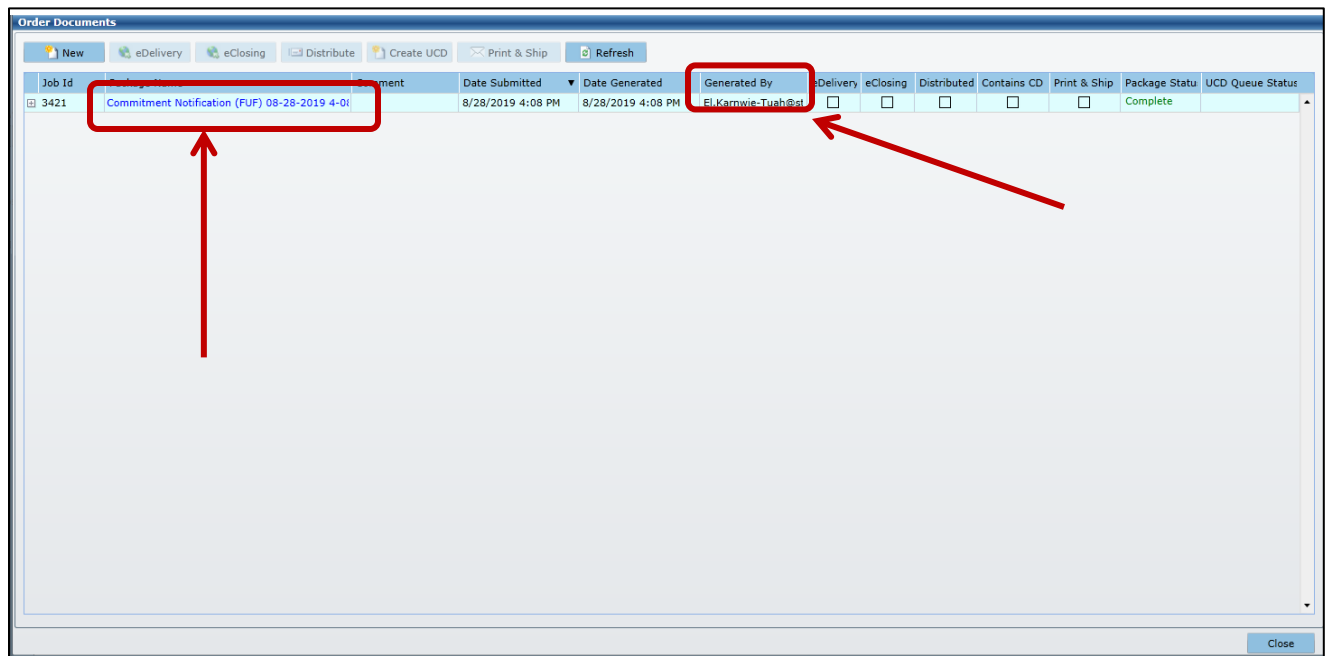 Order Documents
New eDelivery eClosing Distribute Create UCD Print & Ship Refresh
Job Id Package Name Comment Date Submitted Date Generated Generated By eDelivery eClosing Distributed Contains CD Print & Ship Package Statu UCD Queue Status
3421 Commitment Notification (FUF) 08-28-2019 4-08 8/28/2019 4:08 PM 8/28/2019 4:08 PM El.Karnwie-Tuah@st Complete
Close